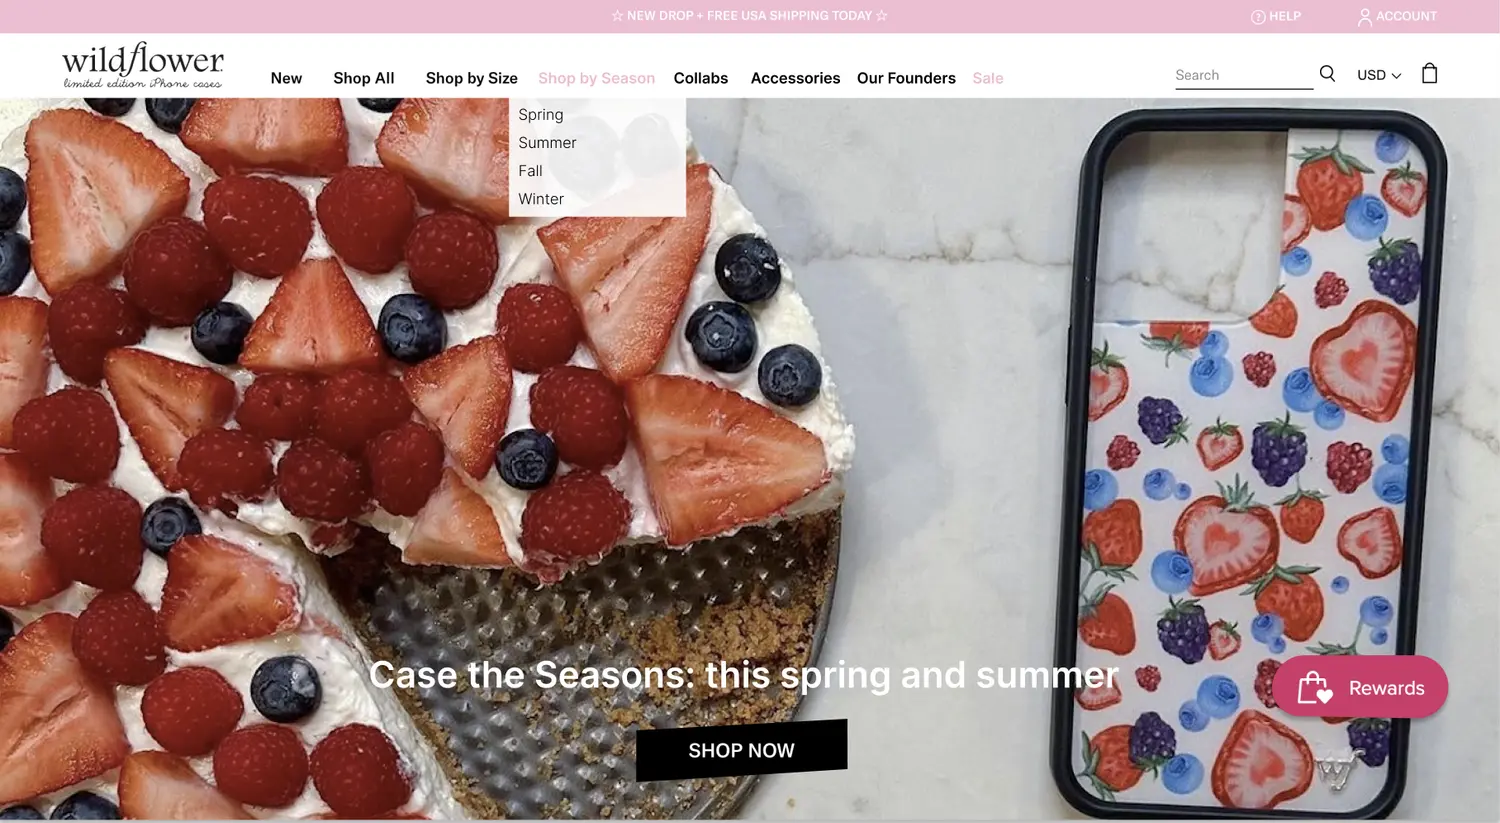 ☆ NEW DROP + FREE USA SHIPPING TODAY ☆
HELP
ACCOUNT
wildflower
limited edition iPhone cases
New
Shop All
Shop by Size
Shop by Season
Collabs
Accessories
Our Founders
Sale
Search
USD
Spring
Summer
Fall
Winter
Case the Seasons: this spring and summer
Rewards
SHOP NOW
wf